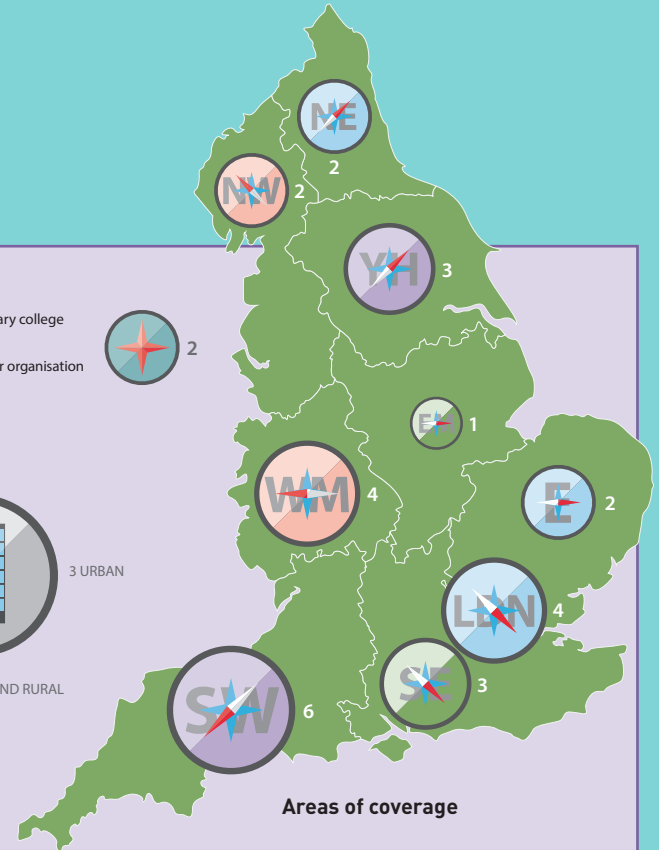 NE
2
NW
2
YH
3
ary college
2
r organisation
EM
1
WM
4
E
2
3 URBAN
LDN
4
SE
3
ND RURAL
SW
6
Areas of coverage